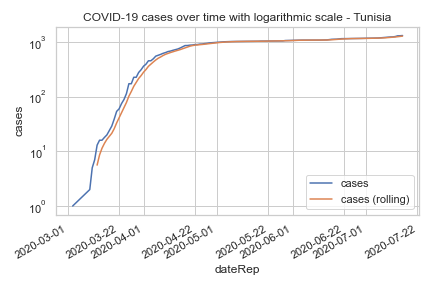 COVID-19 cases over time with logarithmic scale - Tunisia
10³
10²
10¹
10⁰
cases
cases
cases (rolling)
2020-03-01
2020-03-22
2020-04-01
2020-04-22
2020-05-01
2020-05-22
2020-06-01
2020-06-22
2020-07-01
2020-07-22
dateRep